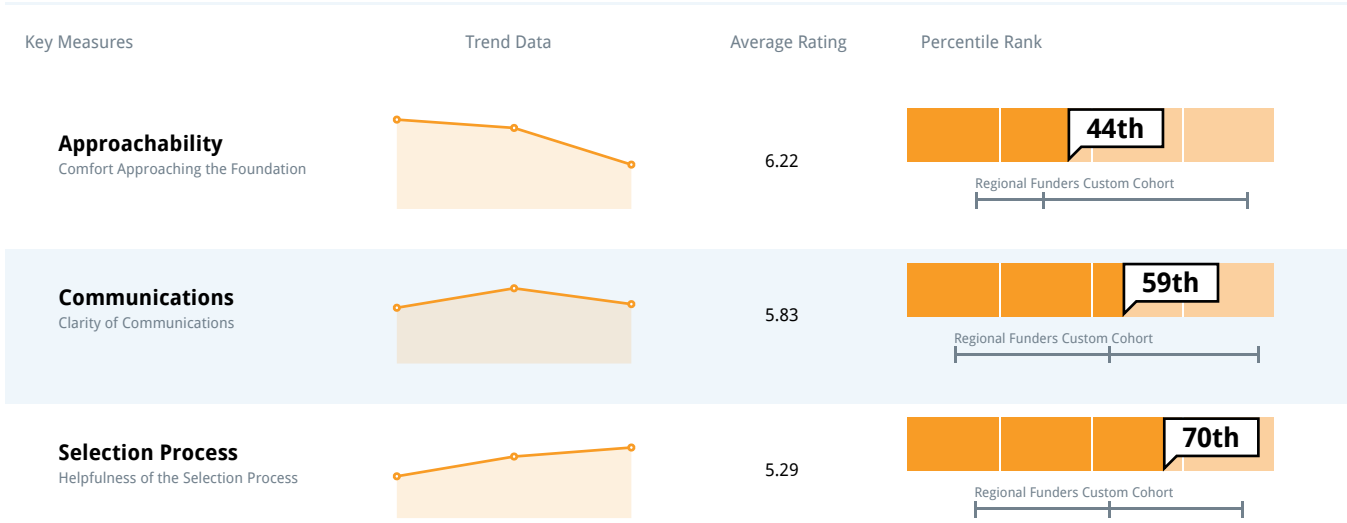 Key Measures
Trend Data
Average Rating
Percentile Rank
Approachability
Comfort Approaching the Foundation
6.22
44th
Regional Funders Custom Cohort
Communications
Clarity of Communications
5.83
59th
Regional Funders Custom Cohort
Selection Process
Helpfulness of the Selection Process
5.29
70th
Regional Funders Custom Cohort